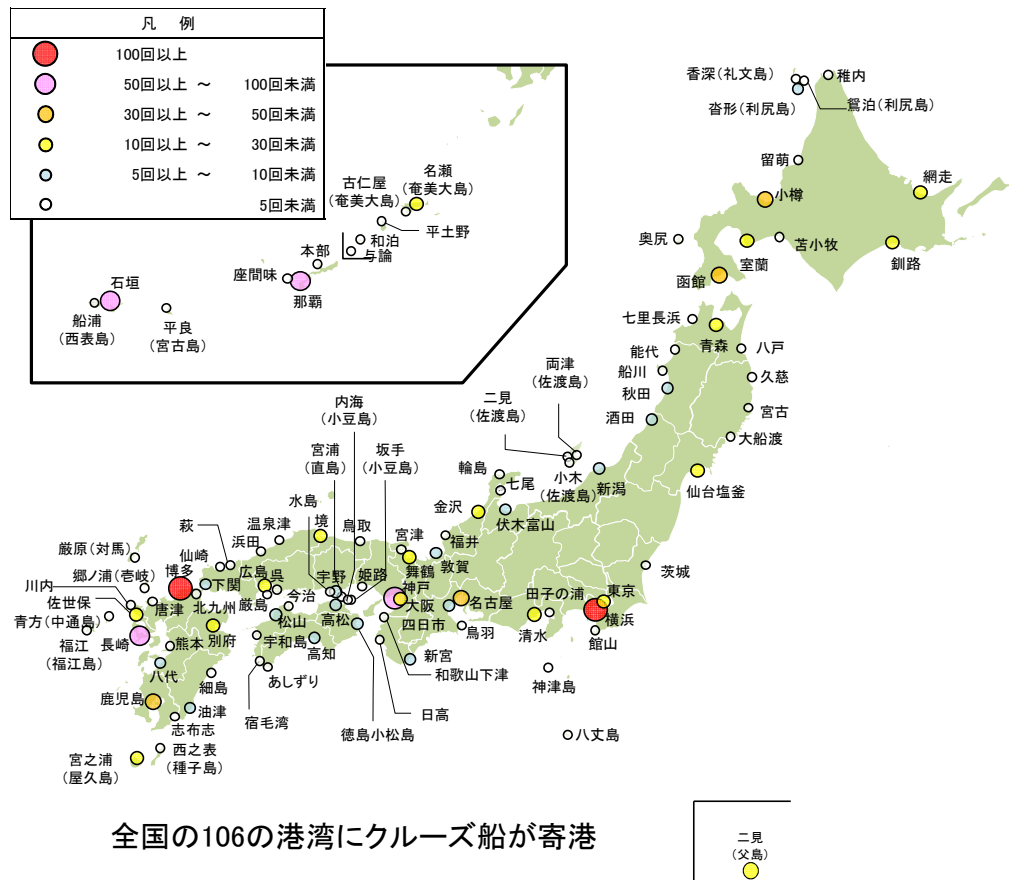 凡 例
100回以上
50回以上 ～ 100回未満
30回以上 ～ 50回未満
10回以上 ～ 30回未満
5回以上 ～ 10回未満
5回未満
古仁屋
(奄美大島)
名瀬
(奄美大島)
平土野
和泊
与論
本部
座間味
那覇
石垣
船浦
(西表島)
平良
(宮古島)
香深(礼文島)
稚内
沓形(利尻島)
鴛泊(利尻島)
留萌
網走
小樽
奥尻
室蘭
苫小牧
釧路
函館
七里長浜
青森
八戸
能代
船川
久慈
秋田
宮古
酒田
大船渡
両津
(佐渡島)
二見
(佐渡島)
小木
(佐渡島)
新潟
仙台塩釜
輪島
七尾
金沢
伏木富山
内海
(小豆島)
宮浦
(直島)
坂手
(小豆島)
水島
萩
温泉津
境
鳥取
宮津
福井
浜田
舞鶴
敦賀
厳原(対馬)
仙崎
郷ノ浦(壱岐)
博多
下関
広島
呉
宇野
姫路
神戸
茨城
川内
佐世保
唐津
北九州
厳島
今治
大阪
名古屋
田子の浦
東京
青方(中通島)
松山
高松
四日市
横浜
福江
(福江島)
長崎
熊本
別府
宇和島
高知
鳥羽
清水
館山
八代
新宮
和歌山下津
細島
あしずり
神津島
鹿児島
油津
宿毛湾
日高
志布志
徳島小松島
八丈島
宮之浦
(屋久島)
西之表
(種子島)
全国の106の港湾にクルーズ船が寄港
二見
(父島)